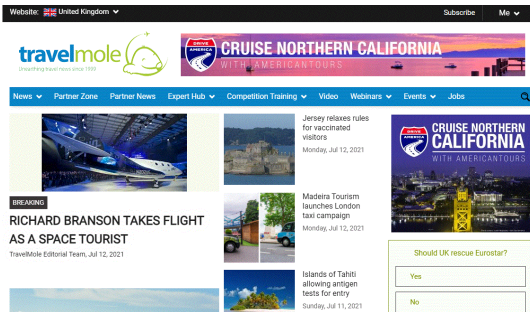 Website: United Kingdom
Subscribe
Me
travelmole
Unearthing travel news since 1999
DRIVE AMERICA
CRUISE NORTHERN CALIFORNIA
WITH AMERICANTOURS
News Partner Zone Partner News Expert Hub Competition Training Video Webinars Events Jobs
BREAKING
RICHARD BRANSON TAKES FLIGHT
AS A SPACE TOURIST
TravelMole Editorial Team, Jul 12, 2021
Jersey relaxes rules
for vaccinated
visitors
Monday, Jul 12, 2021
Madeira Tourism
launches London
taxi campaign
Monday, Jul 12, 2021
Islands of Tahiti
allowing antigen
tests for entry
Sunday, Jul 11, 2021
DRIVE AMERICA
CRUISE NORTHERN
CALIFORNIA
WITH AMERICANTOURS
Should UK rescue Eurostar?
Yes
No